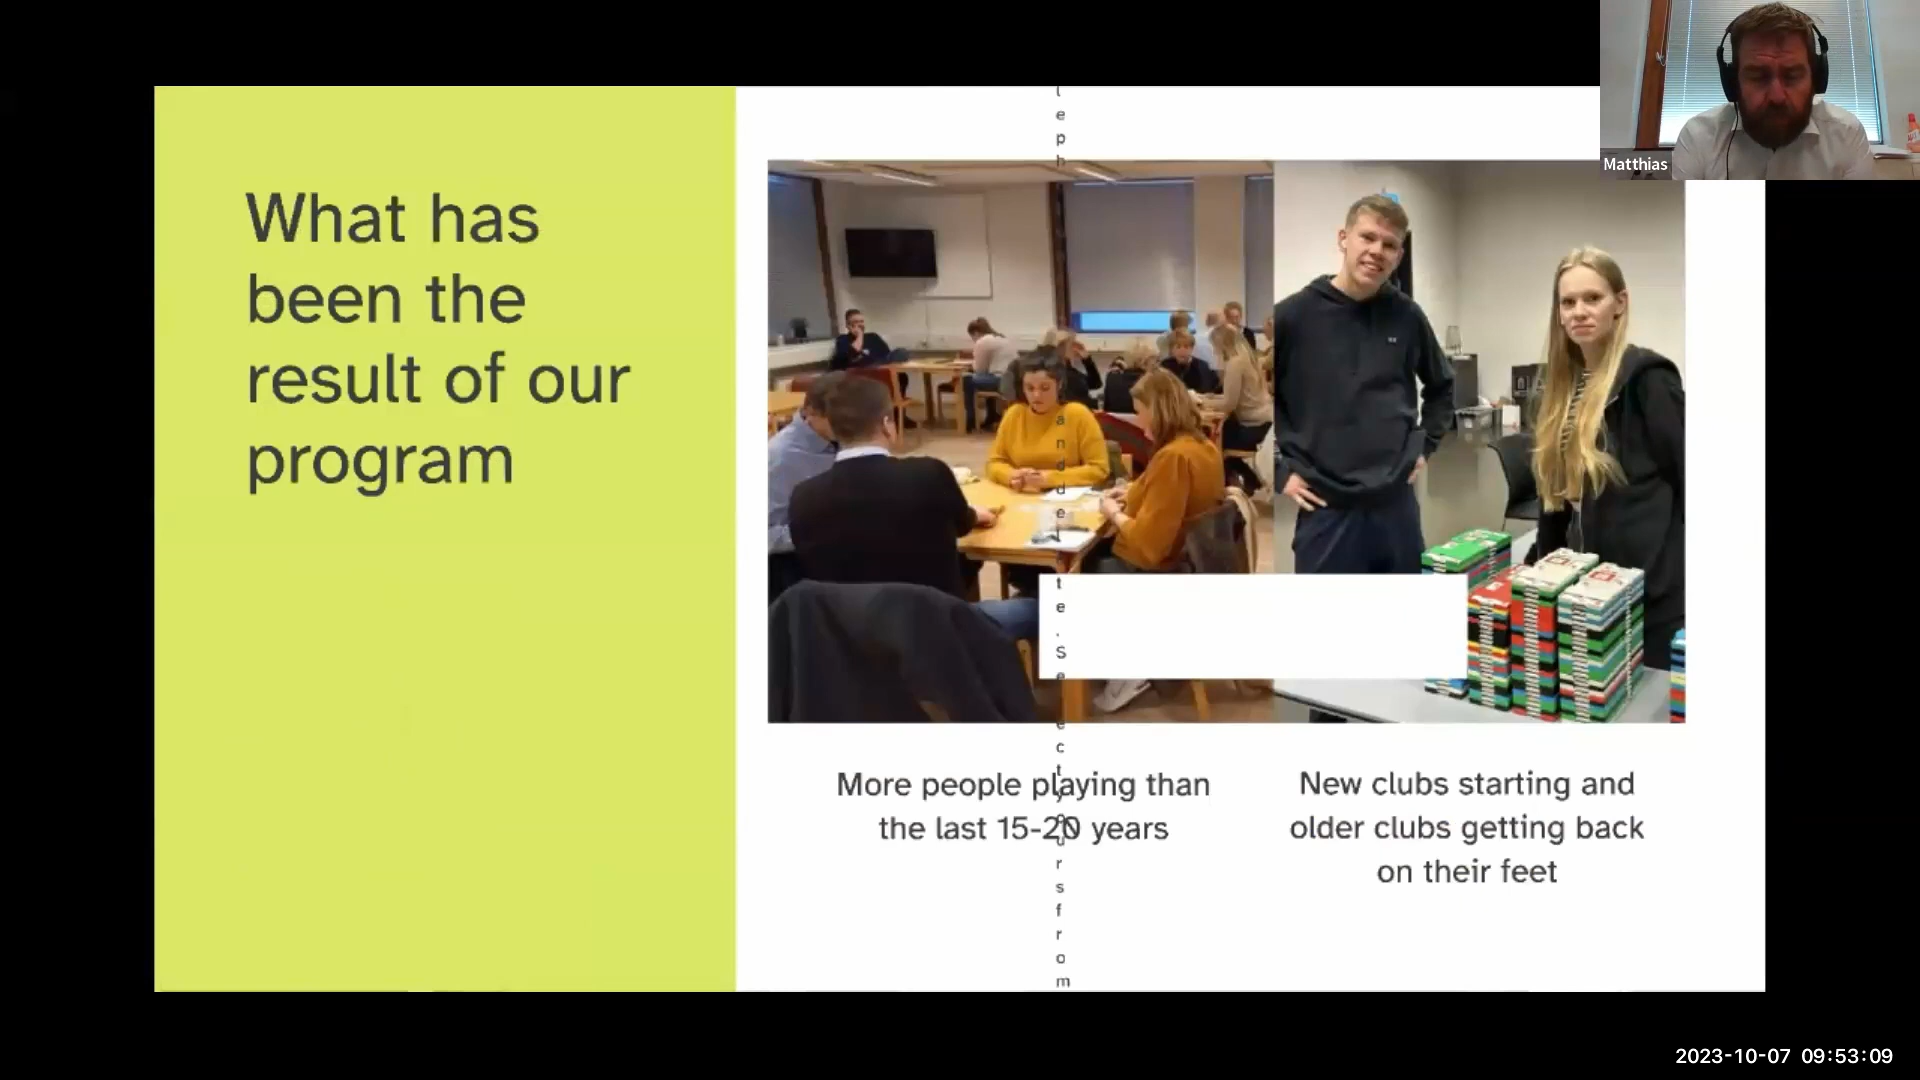 What has
been the
result of our
program
More people playing than
the last 15-20 years
New clubs starting and
older clubs getting back
on their feet
Matthias
2023-10-07 09:53:09